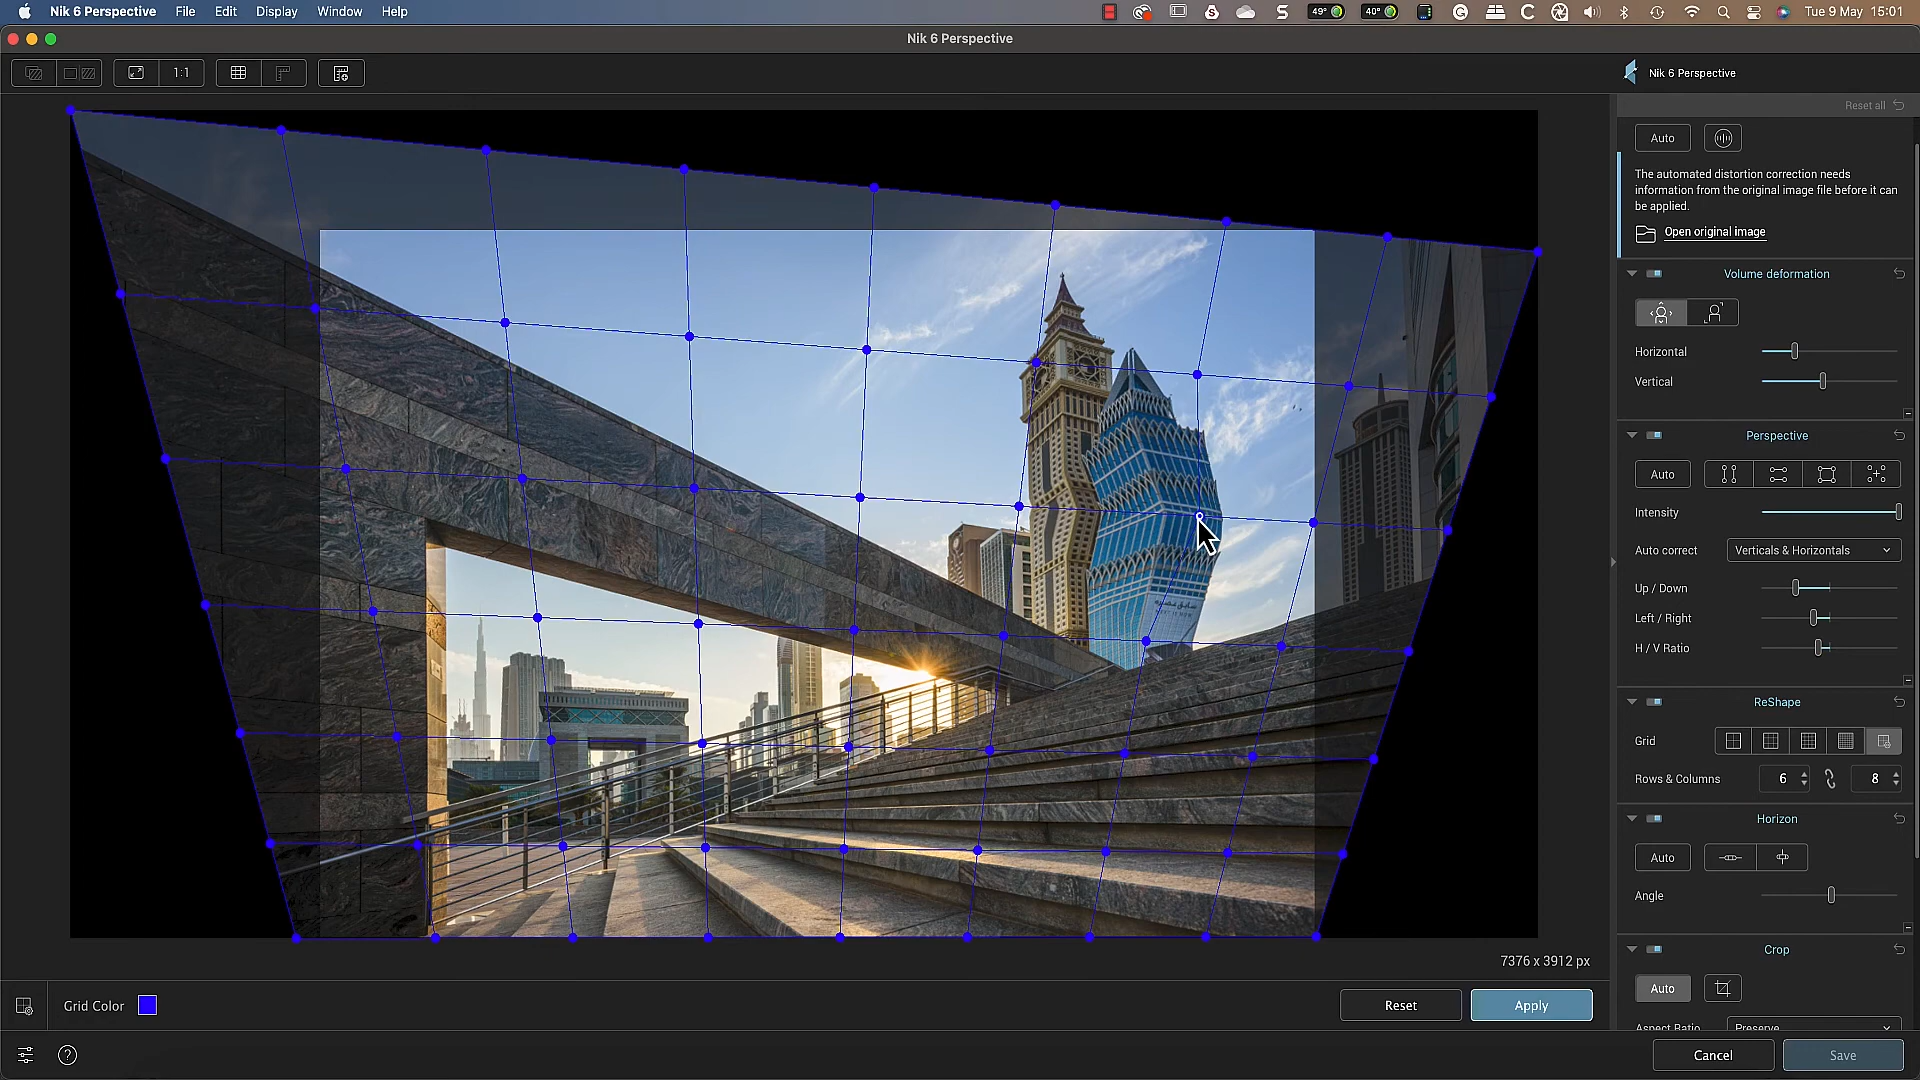 Nik 6 Perspective File Edit Display Window Help 49° 40° Tue 9 May 15:01
Nik 6 Perspective
1:1
Nik 6 Perspective
Reset all
Auto
The automated distortion correction needs
information from the original image file before it can
be applied.
Open original image
Volume deformation
Horizontal
Vertical
Perspective
Auto
Intensity
Auto correct Verticals & Horizontals
Up / Down
Left / Right
H / V Ratio
ReShape
Grid
Rows & Columns 6 8
Horizon
Auto
Angle
Crop
Auto
Aspect Ratio Preserve
7376 x 3912 px
Grid Color
Reset Apply
Cancel Save